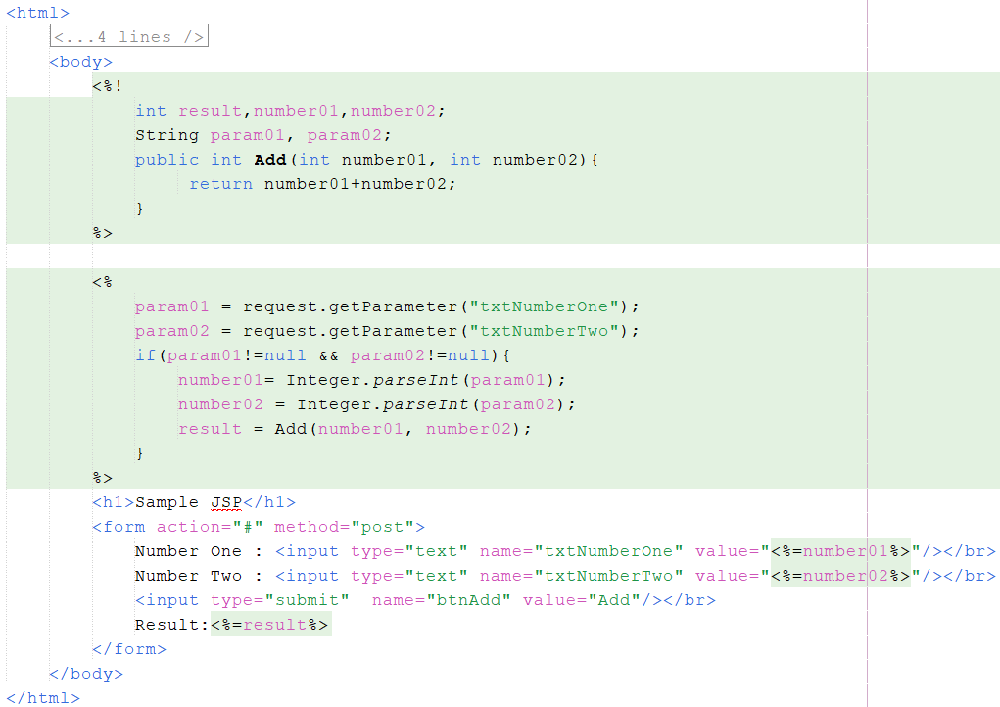 <html>
<...4 lines />
<body>
<%!
int result,number01,number02;
String param01, param02;
public int Add(int number01, int number02){
return number01+number02;
}
%>
<%
param01 = request.getParameter("txtNumberOne");
param02 = request.getParameter("txtNumberTwo");
if(param01!=null && param02!=null){
number01= Integer.parseInt(param01);
number02 = Integer.parseInt(param02);
result = Add(number01, number02);
}
%>
<h1>Sample JSP</h1>
<form action="#" method="post">
Number One : <input type="text" name="txtNumberOne" value="<%=number01%>"/></br>
Number Two : <input type="text" name="txtNumberTwo" value="<%=number02%>"/></br>
<input type="submit"  name="btnAdd" value="Add"/></br>
Result:<%=result%>
</form>
</body>
</html>